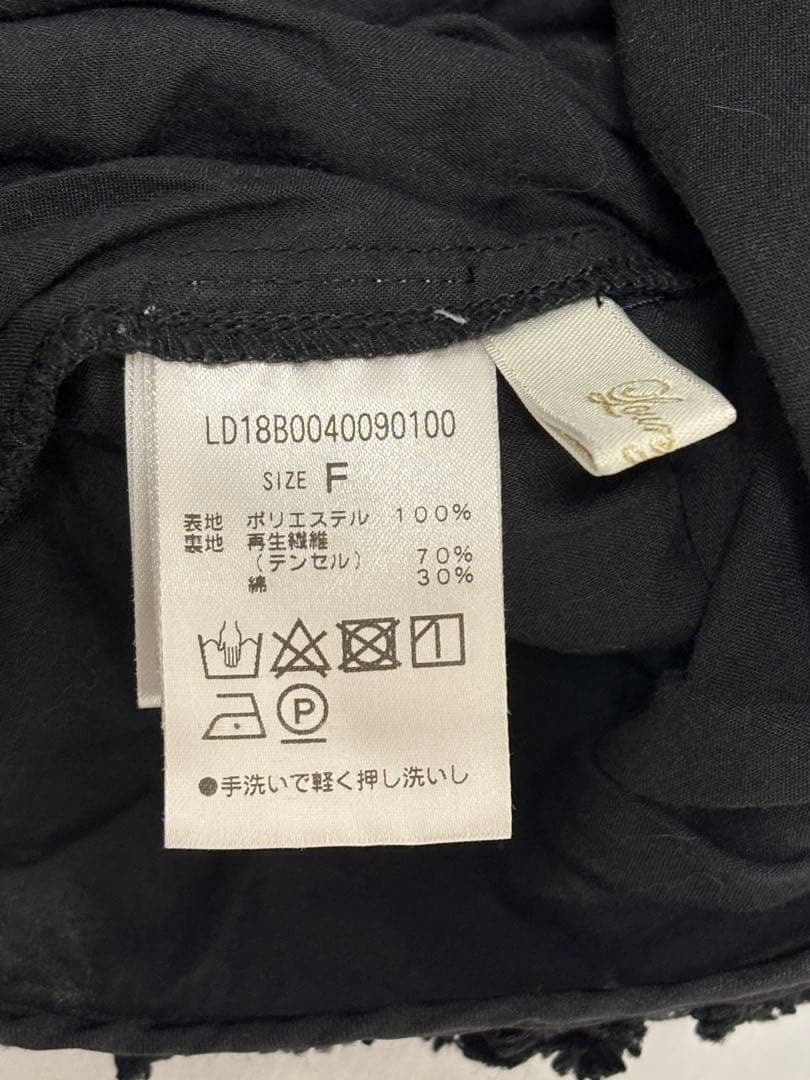 LD18B0040090100
SIZE F
表地 ポリエステル 100%
裏地 再生繊維
(テンセル) 70%
綿 30%
P
●手洗いで軽く押し洗いし